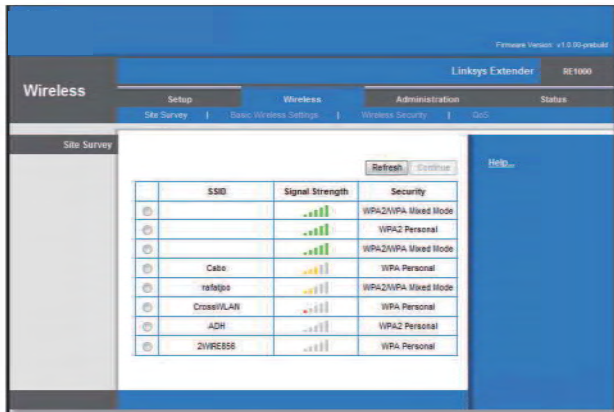 Firmware Version: v1.0.00-prebuild
Linksys Extender RE1000
Wireless
Setup Wireless Administration Status
Site Survey | Basic Wireless Settings | Wireless Security | QoS
Site Survey
Refresh Continue
Help...
SSID Signal Strength Security
WPA2/WPA Mixed Mode
WPA2 Personal
WPA2/WPA Mixed Mode
Cabo WPA Personal
rafatjoo WPA2/WPA Mixed Mode
CrossWLAN WPA Personal
ADH WPA2 Personal
2WIRE856 WPA Personal